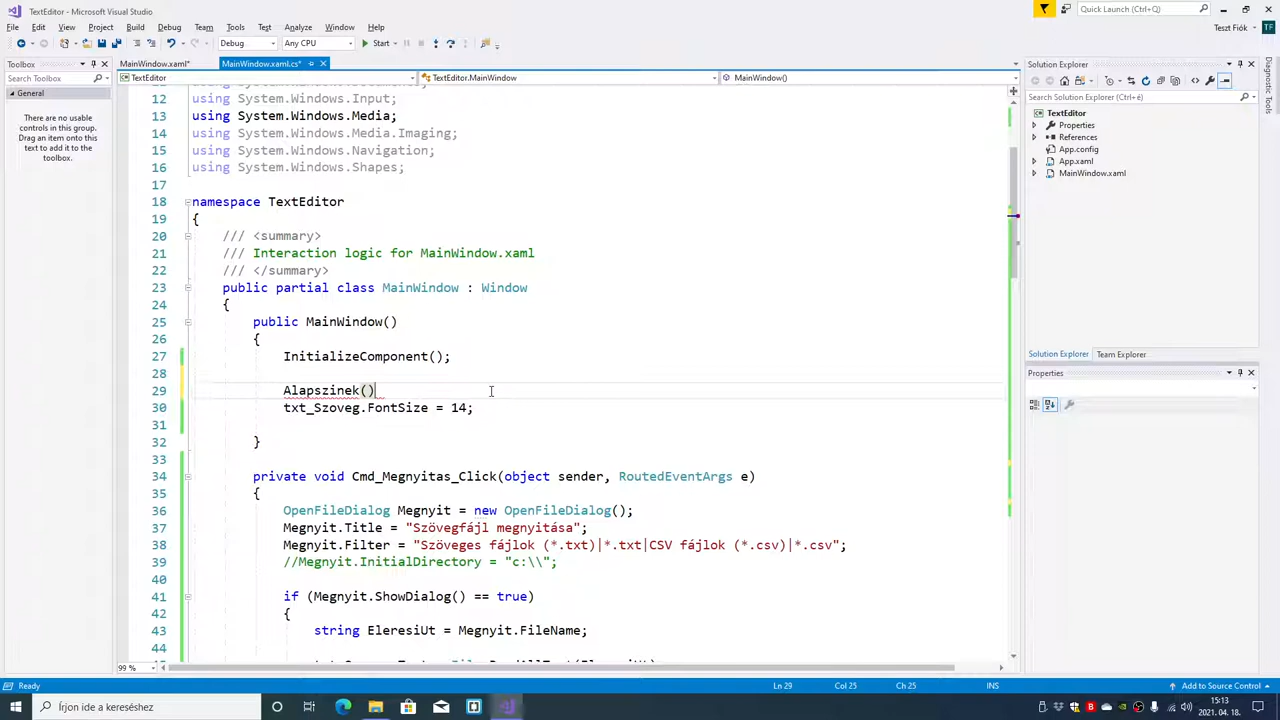 TextEditor - Microsoft Visual Studio
Quick Launch (Ctrl+Q)
File Edit View Project Build Debug Team Tools Test Analyze Window Help
Teszt Fiók
TF
Debug Any CPU Start
Toolbox
Search Toolbox
General
There are no usable
controls in this group.
Drag an item onto this
text to add it to the
toolbox.
MainWindow.xaml* MainWindow.xaml.cs*
TextEditor TextEditor.MainWindow MainWindow()
12 using System.Windows.Input;
13 using System.Windows.Media;
14 using System.Windows.Media.Imaging;
15 using System.Windows.Navigation;
16 using System.Windows.Shapes;
17
18 namespace TextEditor
19 {
20 /// <summary>
21 /// Interaction logic for MainWindow.xaml
22 /// </summary>
23 public partial class MainWindow : Window
24 {
25 public MainWindow()
26 {
27 InitializeComponent();
28
29 Alapszinek()
30 txt_Szoveg.FontSize = 14;
31
32 }
33
34 private void Cmd_Megnyitas_Click(object sender, RoutedEventArgs e)
35 {
36 OpenFileDialog Megnyit = new OpenFileDialog();
37 Megnyit.Title = "Szövegfájl megnyitása";
38 Megnyit.Filter = "Szöveges fájlok (*.txt)|*.txt|CSV fájlok (*.csv)|*.csv";
39 //Megnyit.InitialDirectory = "c:\\";
40
41 if (Megnyit.ShowDialog() == true)
42 {
43 string EleresiUt = Megnyit.FileName;
44
99 %
Solution Explorer
Search Solution Explorer (Ctrl+é)
TextEditor
Properties
References
App.config
App.xaml
MainWindow.xaml
Solution Explorer Team Explorer
Properties
Diagnostic Tools
Ready Ln 29 Col 25 Ch 25 INS Add to Source Control
Írjon ide a kereséshez
15:13
2021. 04. 18.